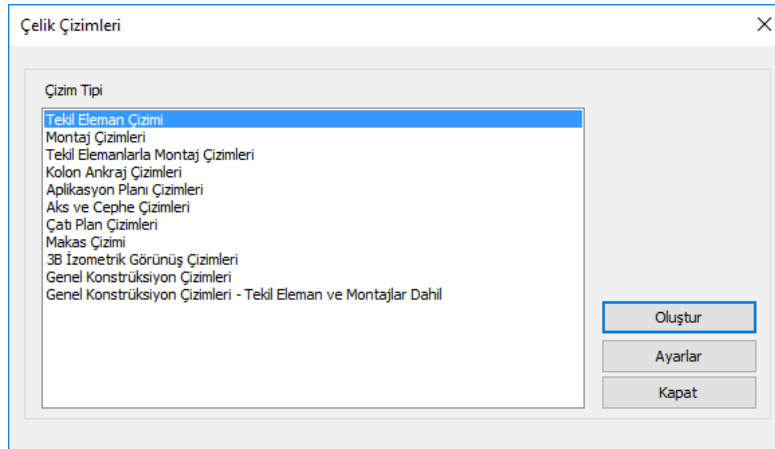 Çelik Çizimleri
Çizim Tipi
Tekil Eleman Çizimi
Montaj Çizimleri
Tekil Elemanlarla Montaj Çizimleri
Kolon Ankraj Çizimleri
Aplikasyon Planı Çizimleri
Aks ve Cephe Çizimleri
Çatı Plan Çizimleri
Makas Çizimi
3B İzometrik Görünüş Çizimleri
Genel Konstrüksiyon Çizimleri
Genel Konstrüksiyon Çizimleri - Tekil Eleman ve Montajlar Dahil
Oluştur
Ayarlar
Kapat